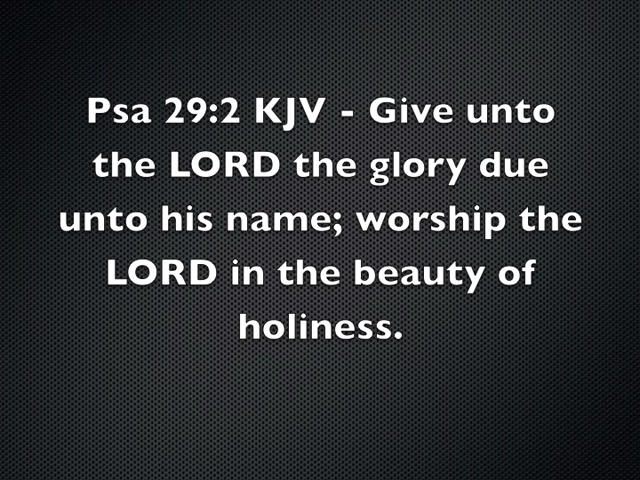 Psa 29:2 KJV - Give unto
the LORD the glory due
unto his name; worship the
LORD in the beauty of
holiness.